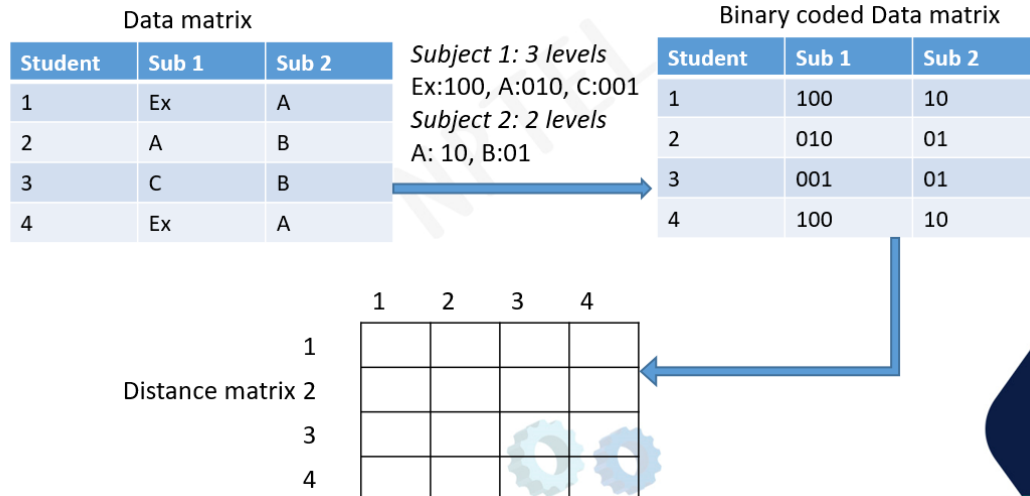 Data matrix
Student Sub 1 Sub 2
1 Ex A
2 A B
3 C B
4 Ex A
Subject 1: 3 levels
Ex:100, A:010, C:001
Subject 2: 2 levels
A: 10, B:01
Binary coded Data matrix
Student Sub 1 Sub 2
1 100 10
2 010 01
3 001 01
4 100 10
NPTEL
1 2 3 4
1
Distance matrix 2
3
4